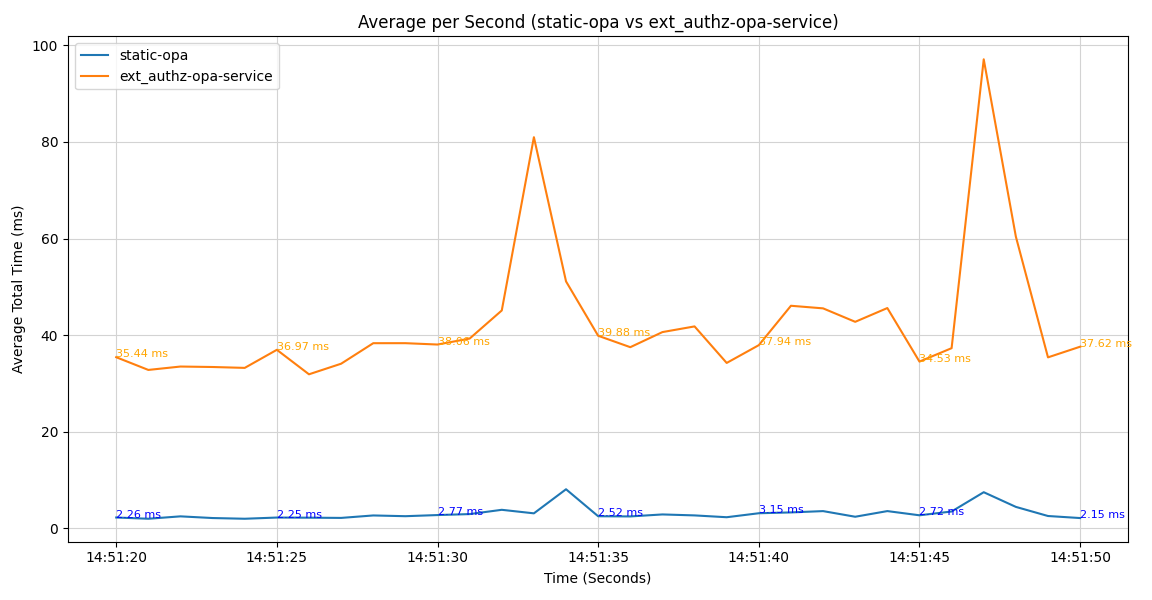 Average per Second (static-opa vs ext_authz-opa-service)
static-opa
ext_authz-opa-service
Average Total Time (ms)
100
80
60
40
20
0
35.44 ms
36.97 ms
38.06 ms
39.88 ms
37.94 ms
34.53 ms
37.62 ms
2.26 ms
2.25 ms
2.77 ms
2.52 ms
3.15 ms
2.72 ms
2.15 ms
14:51:20
14:51:25
14:51:30
14:51:35
14:51:40
14:51:45
14:51:50
Time (Seconds)